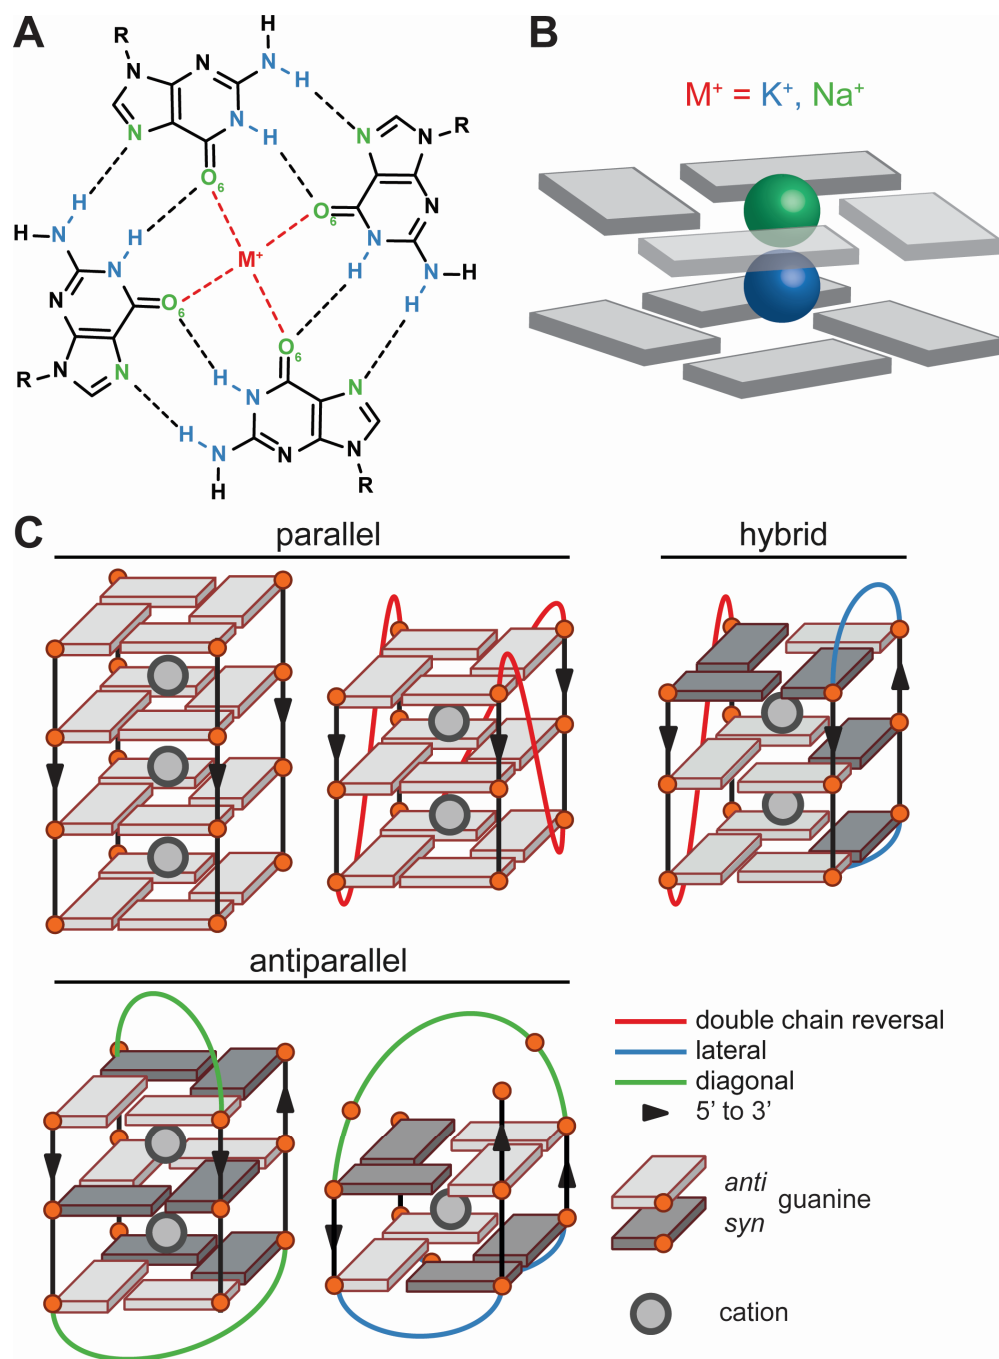 A
B
H
R
N
N
H
N
H
N
N
N
H
N
R
O6
N
H
O6
N
H
H
N
M+
N
H
N
H
N
O6
H
H
O6
R
N
N
H
N
N
H
N
N
N
H
R
M+ = K+, Na+
C
parallel
hybrid
antiparallel
double chain reversal
lateral
diagonal
5' to 3'
anti
guanine
syn
cation